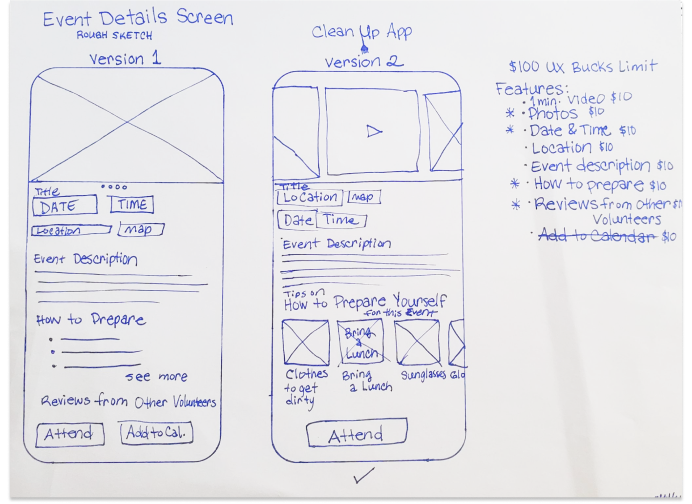 Event Details Screen
ROUGH SKETCH
Version 1
Title
DATE TIME
Location map
Event Description
How to Prepare
see more
Reviews from Other Volunteers
Attend Add to Cal.
Clean Up App
Version 2
Title
Location map
Date Time
Event Description
Tips on
How to Prepare Yourself
for this Event
Bring
a
Lunch
Clothes
to get
dirty
Bring
a Lunch
Sunglasses
Glo
Attend
$100 UX Bucks Limit
Features:
· 1 min. Video $10
* · Photos $10
* · Date & Time $10
· Location $10
· Event description $10
* · How to prepare $10
* · Reviews from Other
Volunteers
· Add to Calendar $10